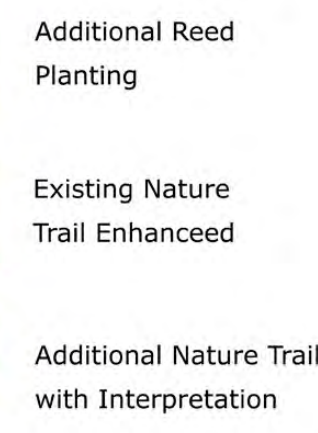 Additional Reed
Planting
Existing Nature
Trail Enhanceed
Additional Nature Trail
with Interpretation